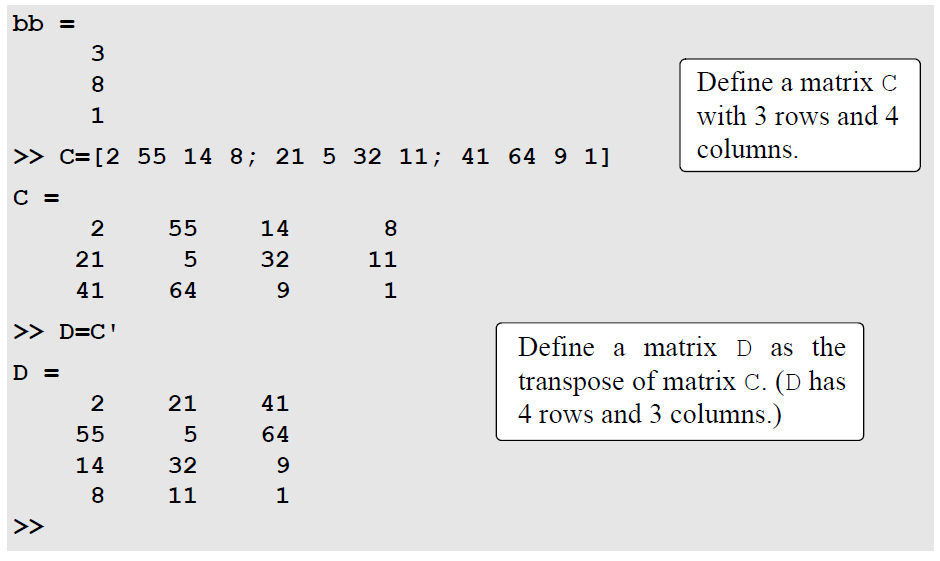 bb =
3
8
1
Define a matrix C
with 3 rows and 4
columns.
>> C=[2 55 14 8; 21 5 32 11; 41 64 9 1]
C =
2 55 14 8
21 5 32 11
41 64 9 1
>> D=C'
D =
2 21 41
55 5 64
14 32 9
8 11 1
Define a matrix D as the
transpose of matrix C. (D has
4 rows and 3 columns.)
>>